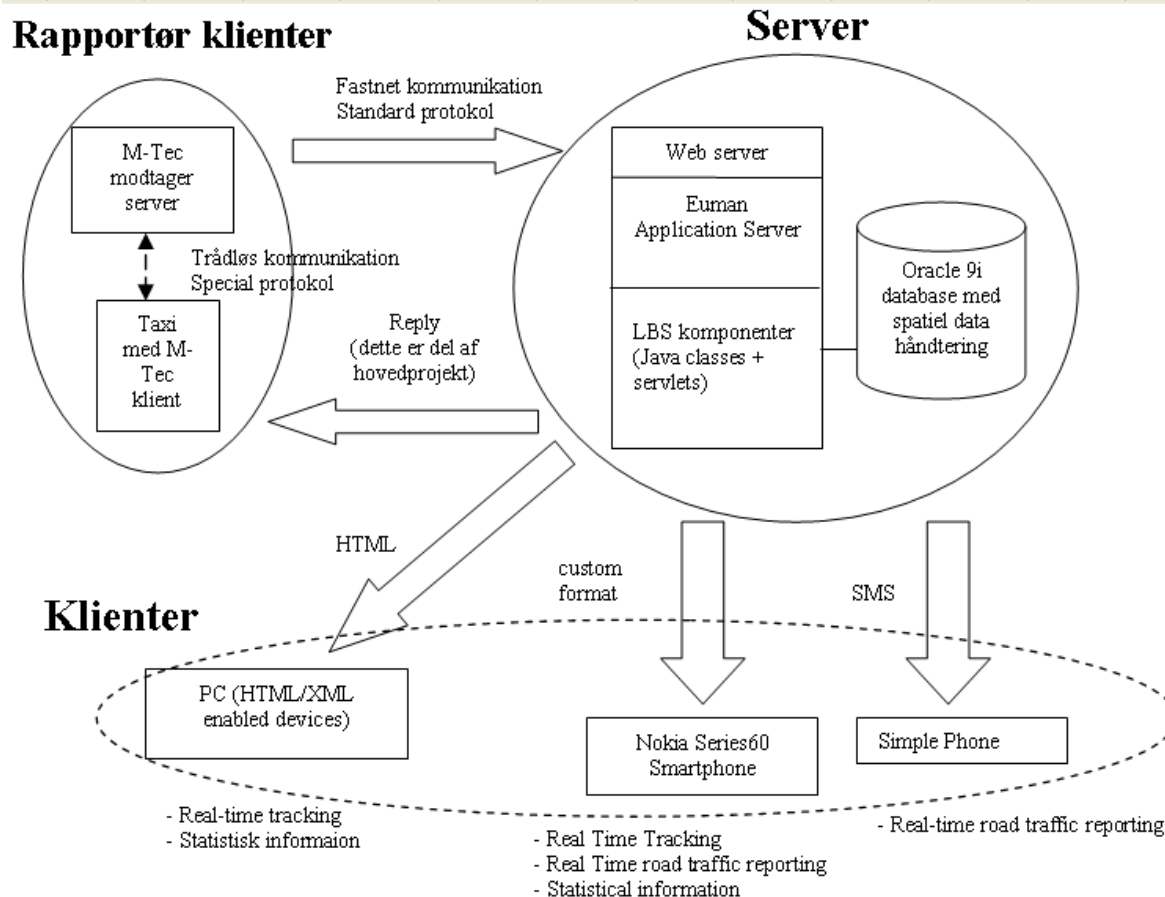 Rapportør klienter
Server
Fastnet kommunikation
Standard protokol
M-Tec
modtager
server
Trådløs kommunikation
Special protokol
Taxi
med M-
Tec
klient
Web server
Euman
Application Server
LBS komponenter
(Java classes +
servlets)
Oracle 9i
database med
spatiel data
håndtering
Reply
(dette er del af
hovedprojekt)
HTML
custom
format
SMS
Klienter
PC (HTML/XML
enabled devices)
Nokia Series60
Smartphone
Simple Phone
- Real-time tracking
- Statistisk informaion
- Real Time Tracking
- Real Time road traffic reporting
- Statistical information
- Real-time road traffic reporting